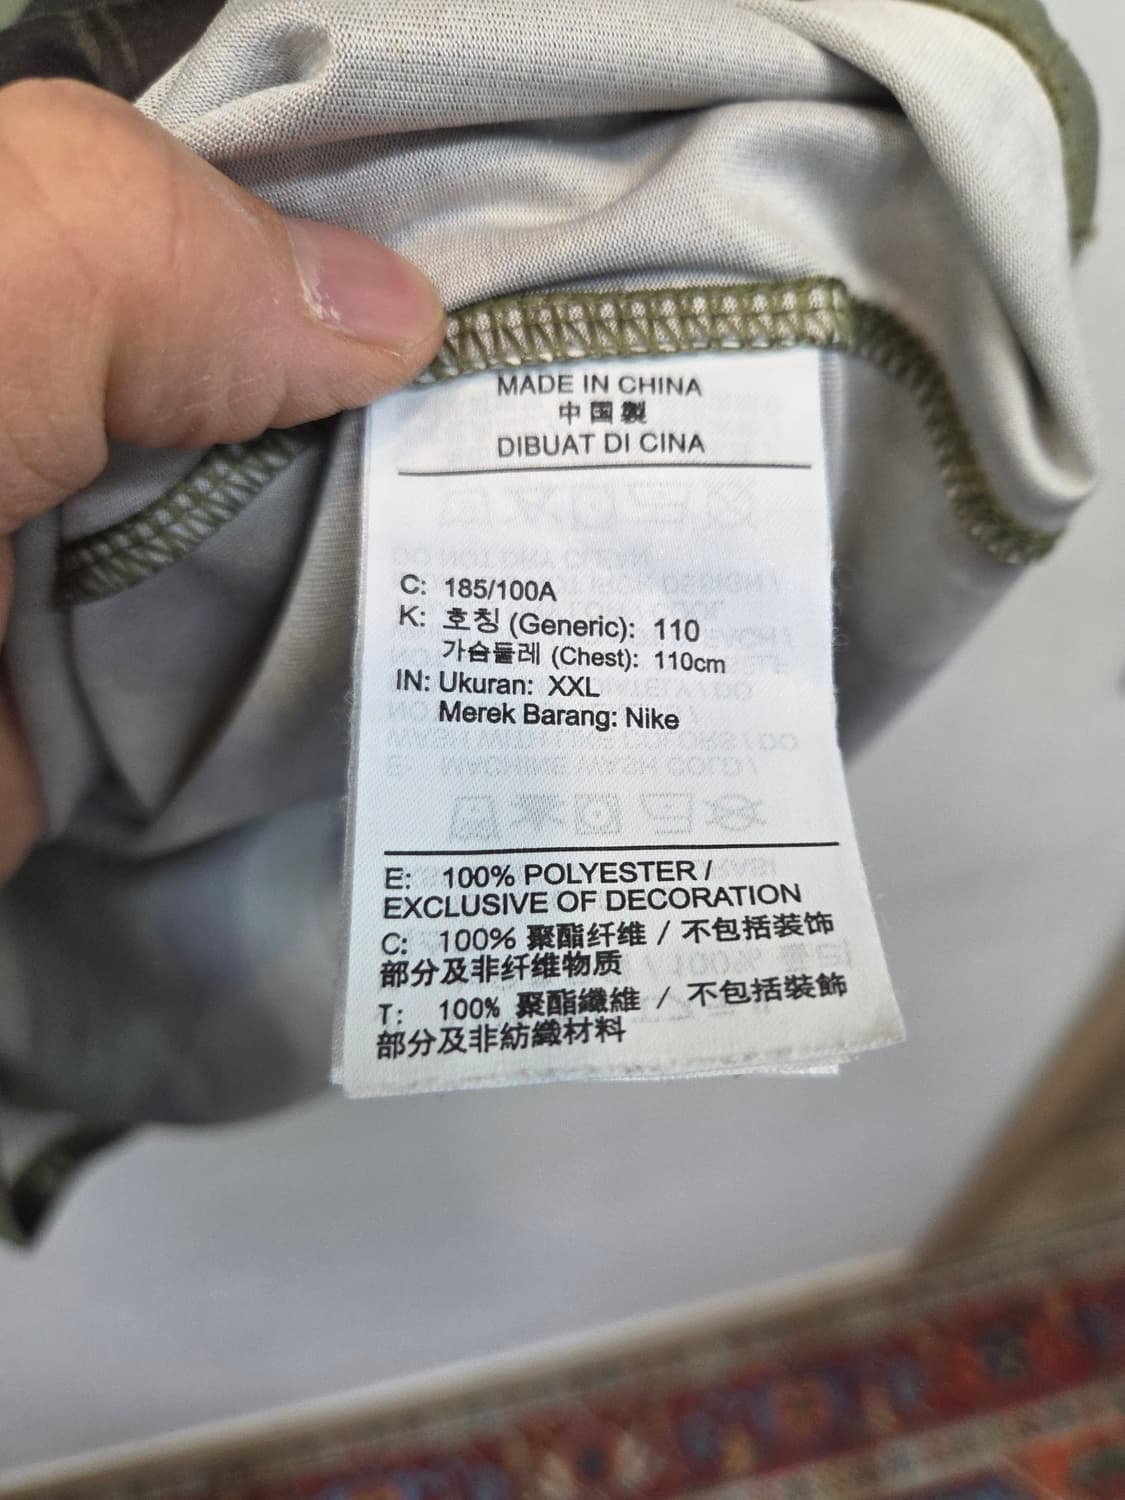 MADE IN CHINA
中国製
DIBUAT DI CINA
C: 185/100A
K: 호칭 (Generic): 110
가슴둘레 (Chest): 110cm
IN: Ukuran: XXL
Merek Barang: Nike
E: 100% POLYESTER /
EXCLUSIVE OF DECORATION
C: 100% 聚酯纤维 / 不包括装饰
部分及非纤维物质
T: 100% 聚酯纖維 / 不包括裝飾
部分及非紡織材料